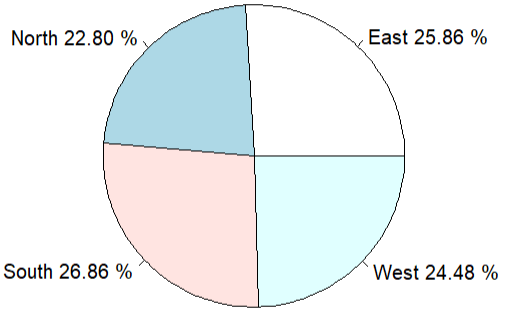 North 22.80 %
East 25.86 %
South 26.86 %
West 24.48 %